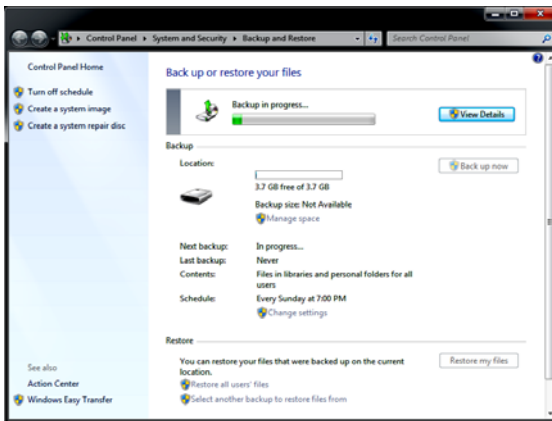 Control Panel ▸ System and Security ▸ Backup and Restore
Search Control Panel
Control Panel Home
Turn off schedule
Create a system image
Create a system repair disc
Back up or restore your files
Backup in progress...
View Details
Backup
Location:
Back up now
3.7 GB free of 3.7 GB
Backup size: Not Available
Manage space
Next backup: In progress...
Last backup: Never
Contents: Files in libraries and personal folders for all
users
Schedule: Every Sunday at 7:00 PM
Change settings
Restore
You can restore your files that were backed up on the current
location.
Restore my files
Restore all users' files
Select another backup to restore files from
See also
Action Center
Windows Easy Transfer